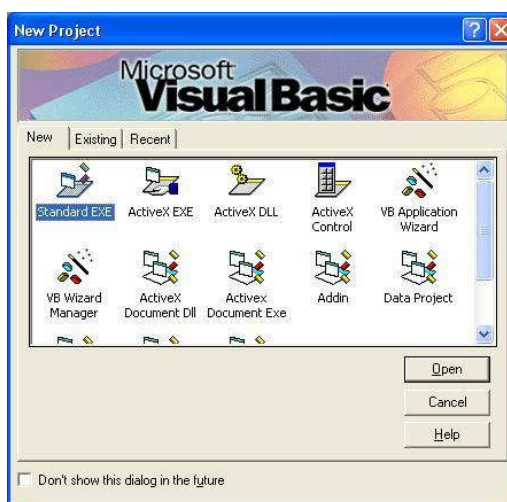 New Project
Microsoft
Visual Basic
New Existing Recent
Standard EXE ActiveX EXE ActiveX DLL ActiveX Control VB Application Wizard
VB Wizard Manager ActiveX Document Dll Activex Document Exe Addin Data Project
Open
Cancel
Help
Don't show this dialog in the future